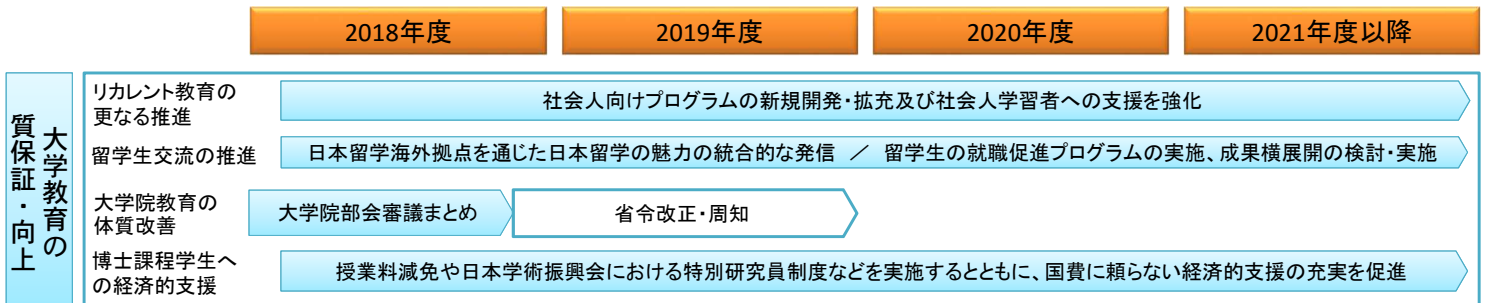 2018年度
2019年度
2020年度
2021年度以降
大学教育の
質保証・向上
リカレント教育の
更なる推進
社会人向けプログラムの新規開発・拡充及び社会人学習者への支援を強化
留学生交流の推進
日本留学海外拠点を通じた日本留学の魅力の統合的な発信 ／ 留学生の就職促進プログラムの実施、成果横展開の検討・実施
大学院教育の
体質改善
大学院部会審議まとめ
省令改正・周知
博士課程学生へ
の経済的支援
授業料減免や日本学術振興会における特別研究員制度などを実施するとともに、国費に頼らない経済的支援の充実を促進